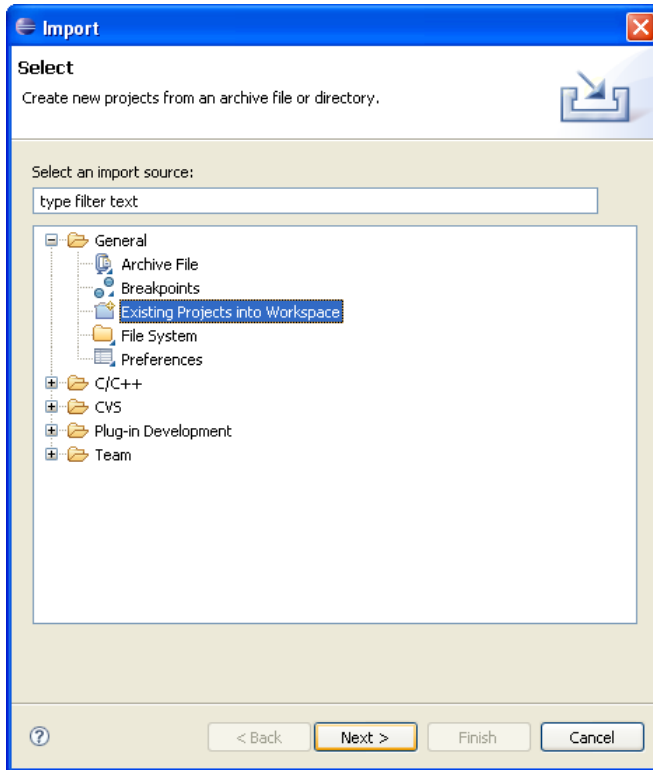 Import
Select
Create new projects from an archive file or directory.
Select an import source:
type filter text
General
Archive File
Breakpoints
Existing Projects into Workspace
File System
Preferences
C/C++
CVS
Plug-in Development
Team
? < Back Next > Finish Cancel